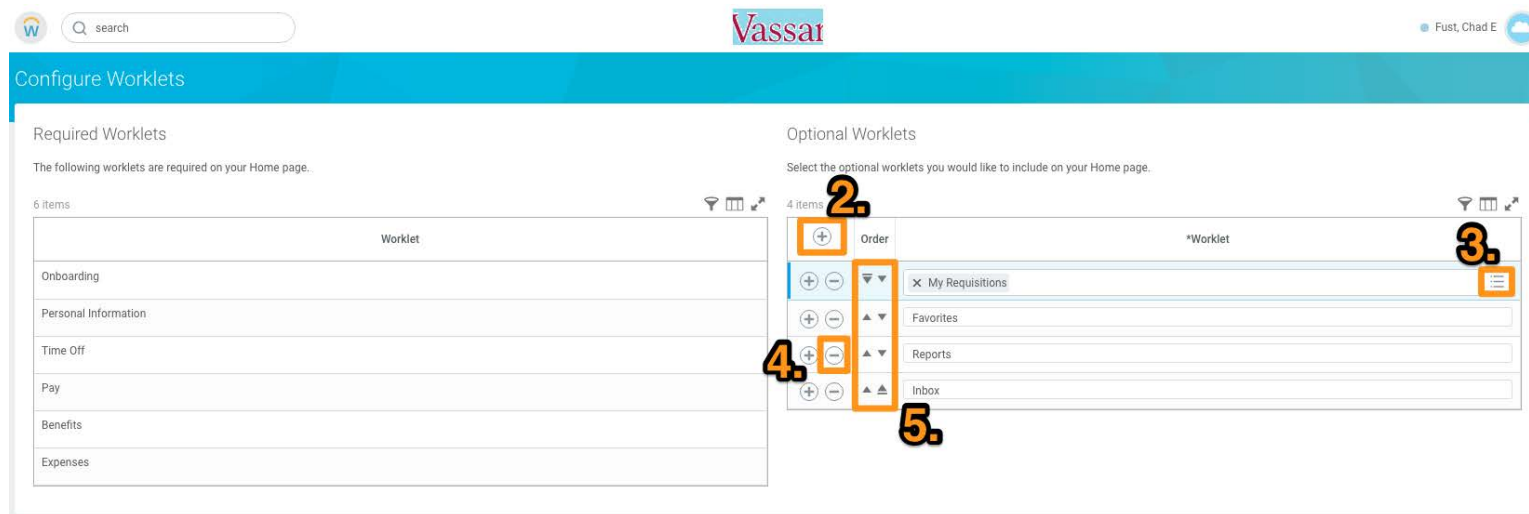 search
Vassar
Fust, Chad E
Configure Worklets
Required Worklets
The following worklets are required on your Home page.
6 items
Worklet
Onboarding
Personal Information
Time Off
Pay
Benefits
Expenses
Optional Worklets
Select the optional worklets you would like to include on your Home page.
4 items
2.
Order
*Worklet
3.
My Requisitions
Favorites
4.
Reports
Inbox
5.